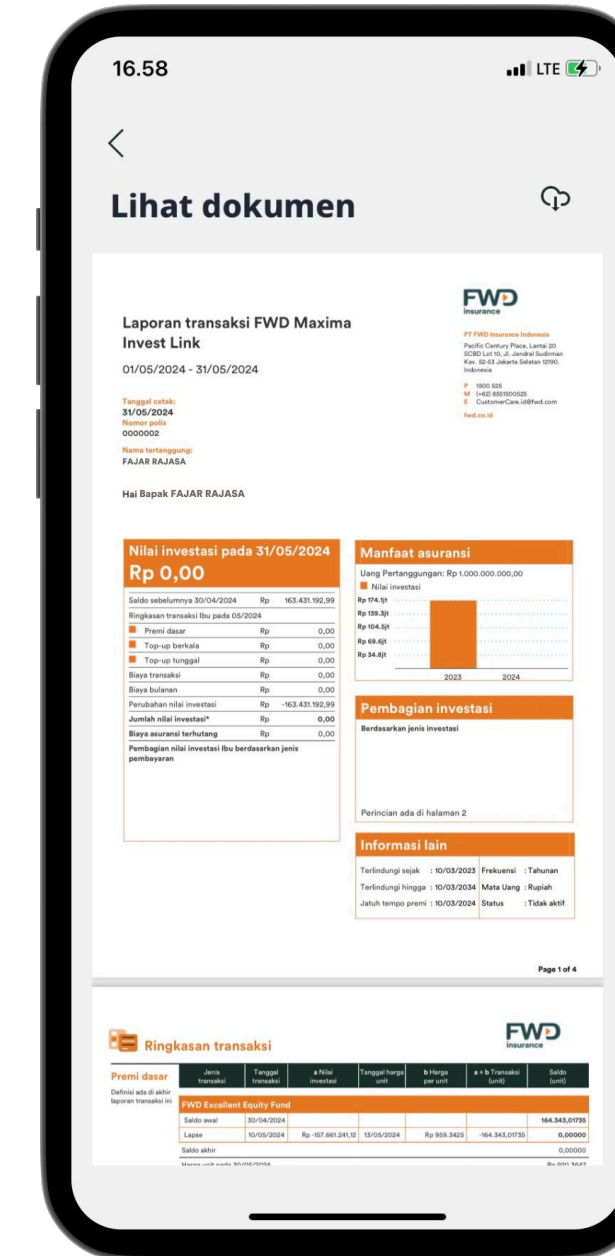 16.58
LTE
Lihat dokumen
FWD
insurance
Laporan transaksi FWD Maxima
Invest Link
01/05/2024 - 31/05/2024
PT FWD Insurance Indonesia
Pacific Century Place, Lantai 20
SCBD Lot 10, Jl. Jendral Sudirman
Kav. 52-53 Jakarta Selatan 12190.
Indonesia
P 1500 525
M (+62) 8551500525
E CustomerCare.id@fwd.com
fwd.co.id
Tanggal cetak:
31/05/2024
Nomor polis
0000002
Nama tertanggung:
FAJAR RAJASA
Hai Bapak FAJAR RAJASA
Nilai investasi pada 31/05/2024
Rp 0,00
Saldo sebelumnya 30/04/2024 Rp 163.431.192,99
Ringkasan transaksi Ibu pada 05/2024
Premi dasar Rp 0,00
Top-up berkala Rp 0,00
Top-up tunggal Rp 0,00
Biaya transaksi Rp 0,00
Biaya bulanan Rp 0,00
Perubahan nilai investasi Rp -163.431.192,99
Jumlah nilai investasi* Rp 0,00
Biaya asuransi terhutang Rp 0,00
Pembagian nilai investasi Ibu berdasarkan jenis
pembayaran
Manfaat asuransi
Uang Pertanggungan: Rp 1.000.000.000,00
Nilai investasi
Rp 174.1jt
Rp 139.3jt
Rp 104.5jt
Rp 69.6jt
Rp 34.8jt
2023 2024
Pembagian investasi
Berdasarkan jenis investasi
Perincian ada di halaman 2
Informasi lain
Terlindungi sejak : 10/03/2023 Frekuensi : Tahunan
Terlindungi hingga : 10/03/2034 Mata Uang : Rupiah
Jatuh tempo premi : 10/03/2024 Status : Tidak aktif
Page 1 of 4
Ringkasan transaksi
FWD
insurance
Premi dasar
Definisi ada di akhir
laporan transaksi ini
Jenis transaksi Tanggal transaksi a Nilai investasi Tanggal harga unit b Harga per unit a + b Transaksi (unit) Saldo (unit)
FWD Excellent Equity Fund
Saldo awal 30/04/2024 164.343,01735
Lapse 10/05/2024 Rp -157.661.241,12 13/05/2024 Rp 959.3425 -164.343,01735 0,00000
Saldo akhir 0,00000
Harga unit pada 30/05/2024 Rp 920.3647